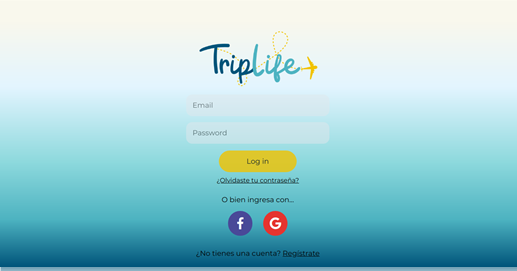 TripLife
Email
Password
Log in
¿Olvidaste tu contraseña?
O bien ingresa con...
f G
¿No tienes una cuenta? Registrate